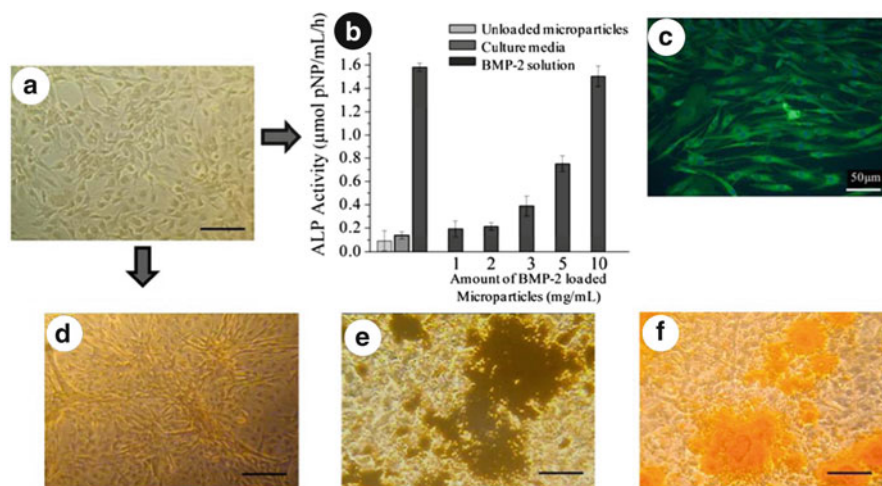 a
b
Unloaded microparticles
Culture media
BMP-2 solution
ALP Activity (µmol pNP/mL/h)
1.6
1.4
1.2
1.0
0.8
0.6
0.4
0.2
0.0
1 2 3 5 10
Amount of BMP-2 loaded
Microparticles (mg/mL)
c
50µm
d
e
f